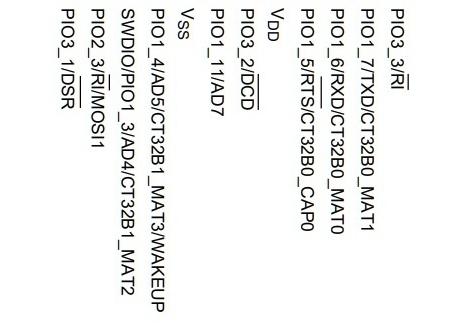 PIO3_3/RI
PIO1_7/TXD/CT32B0_MAT1
PIO1_6/RXD/CT32B0_MAT0
PIO1_5/RTS/CT32B0_CAP0
VDD
PIO3_2/DCD
PIO1_11/AD7
VSS
PIO1_4/AD5/CT32B1_MAT3/WAKEUP
SWDIO/PIO1_3/AD4/CT32B1_MAT2
PIO2_3/RI/MOSI1
PIO3_1/DSR